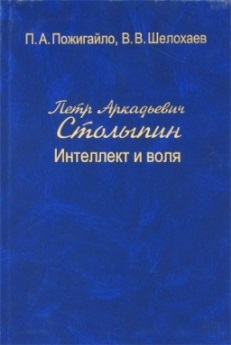 П. А. Пожигайло, В. В. Шелохаев
Петр Аркадьевич
Столыпин
Интеллект и воля